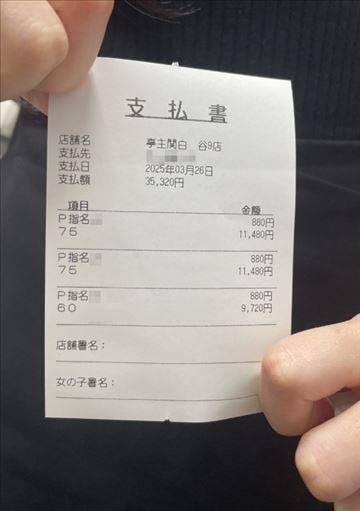 支払書
店舗名 亭主関白 谷9店
支払先
支払日 2025年03月26日
支払額 35,320円
項目 金額
P指名 880円
75 11,480円
P指名 880円
75 11,480円
P指名 880円
60 9,720円
店舗署名:
女の子署名: